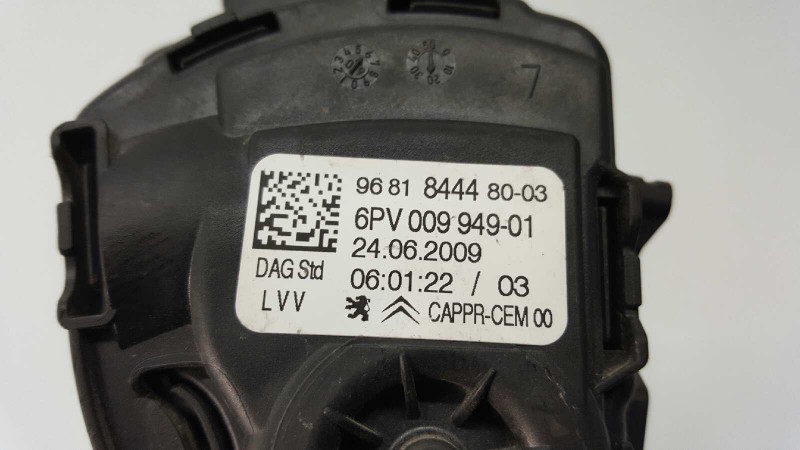 7
96 81 8444 80-03
6PV 009 949-01
24.06.2009
DAG Std
06:01:22 / 03
LVV
CAPPR-CEM 00